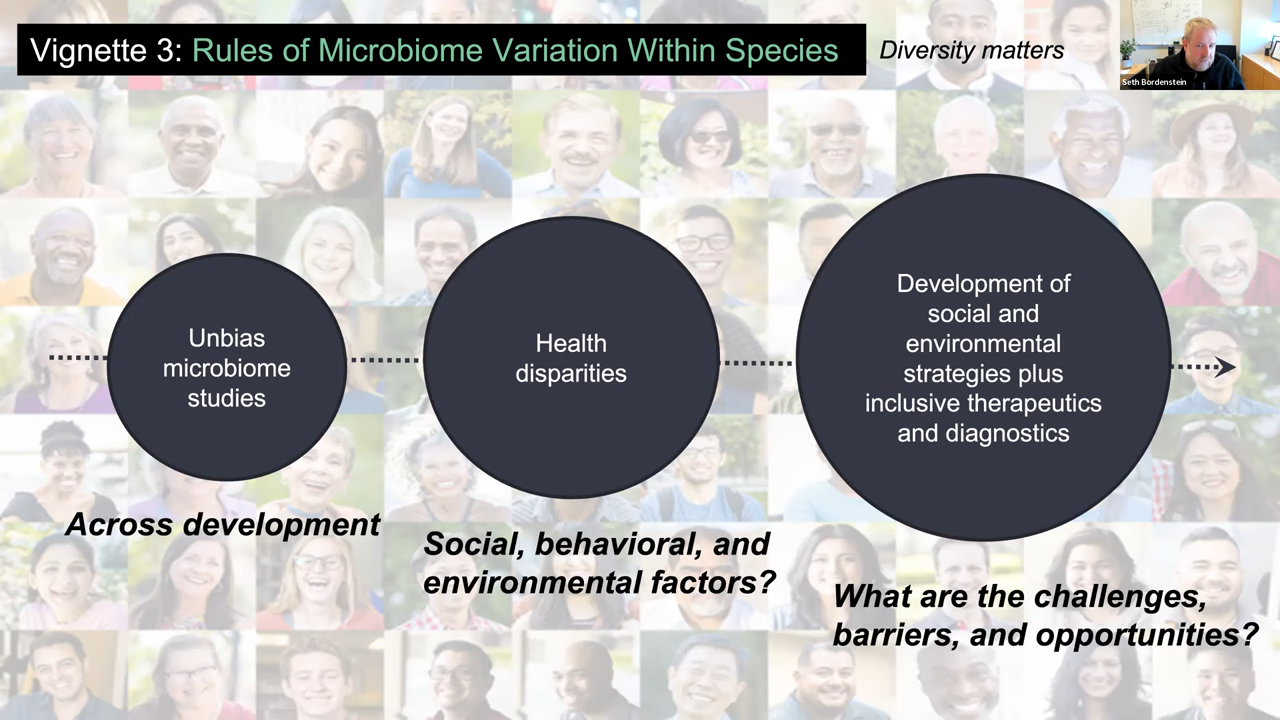 Vignette 3: Rules of Microbiome Variation Within Species
Diversity matters
Seth Bordenstein
Unbias
microbiome
studies
Health
disparities
Development of
social and
environmental
strategies plus
inclusive therapeutics
and diagnostics
Across development
Social, behavioral, and
environmental factors?
What are the challenges,
barriers, and opportunities?